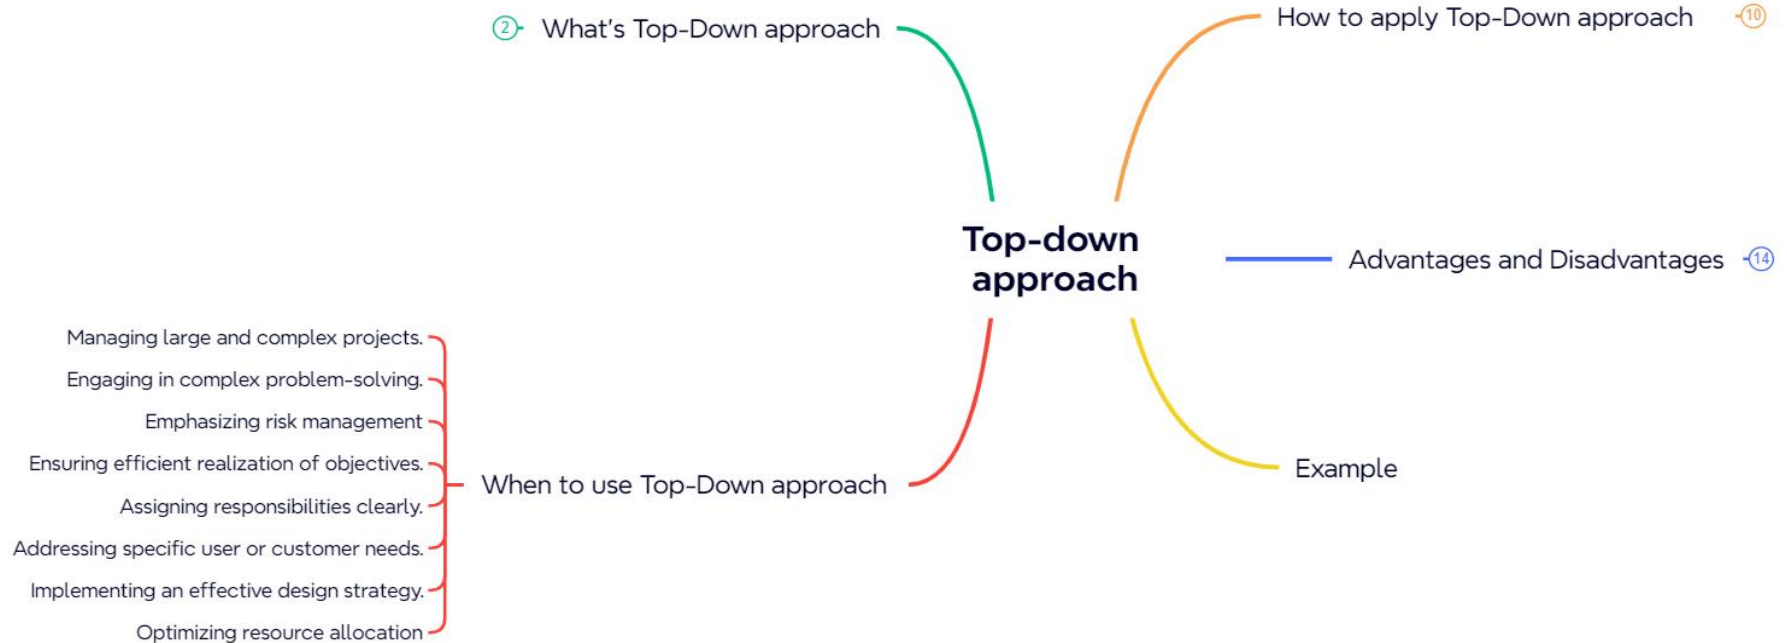 2
What's Top-Down approach
How to apply Top-Down approach
10
Top-down
approach
Advantages and Disadvantages
14
Managing large and complex projects.
Engaging in complex problem-solving.
Emphasizing risk management
Ensuring efficient realization of objectives.
Assigning responsibilities clearly.
Addressing specific user or customer needs.
Implementing an effective design strategy.
Optimizing resource allocation
When to use Top-Down approach
Example